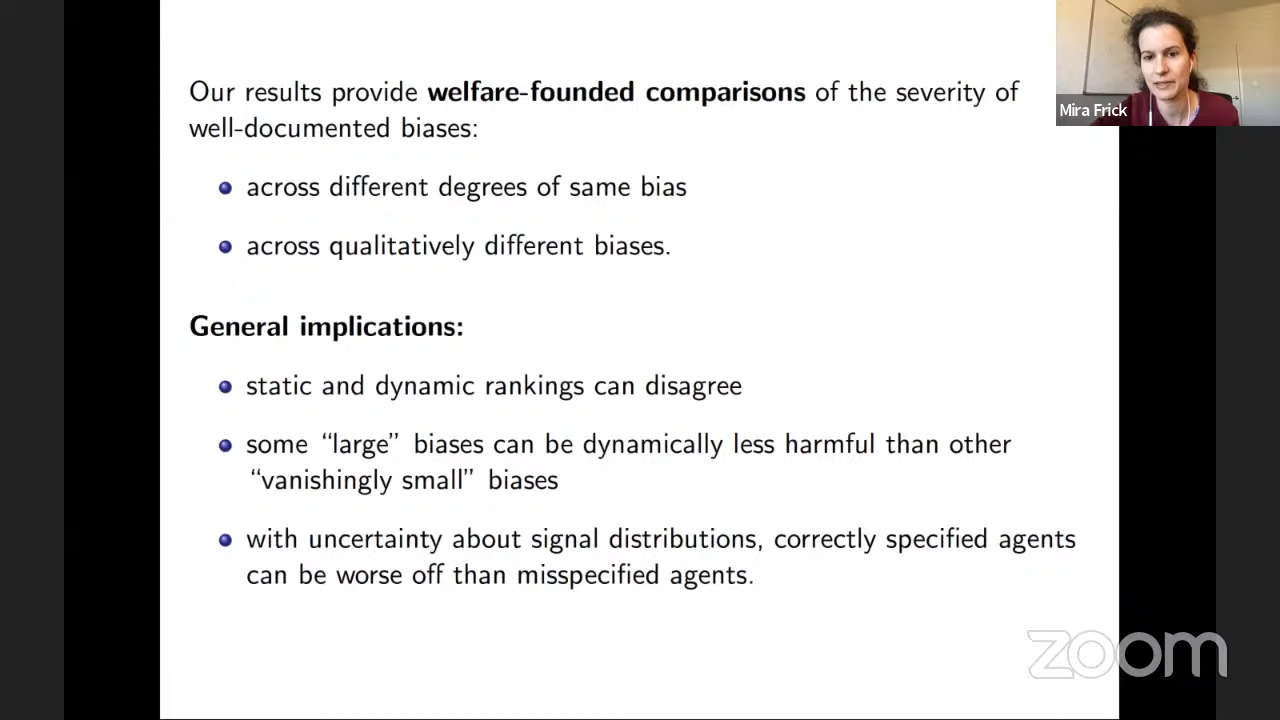 Our results provide welfare-founded comparisons of the severity of
well-documented biases:
across different degrees of same bias
across qualitatively different biases.
General implications:
static and dynamic rankings can disagree
some “large” biases can be dynamically less harmful than other
“vanishingly small” biases
with uncertainty about signal distributions, correctly specified agents
can be worse off than misspecified agents.
Mira Frick
zoom